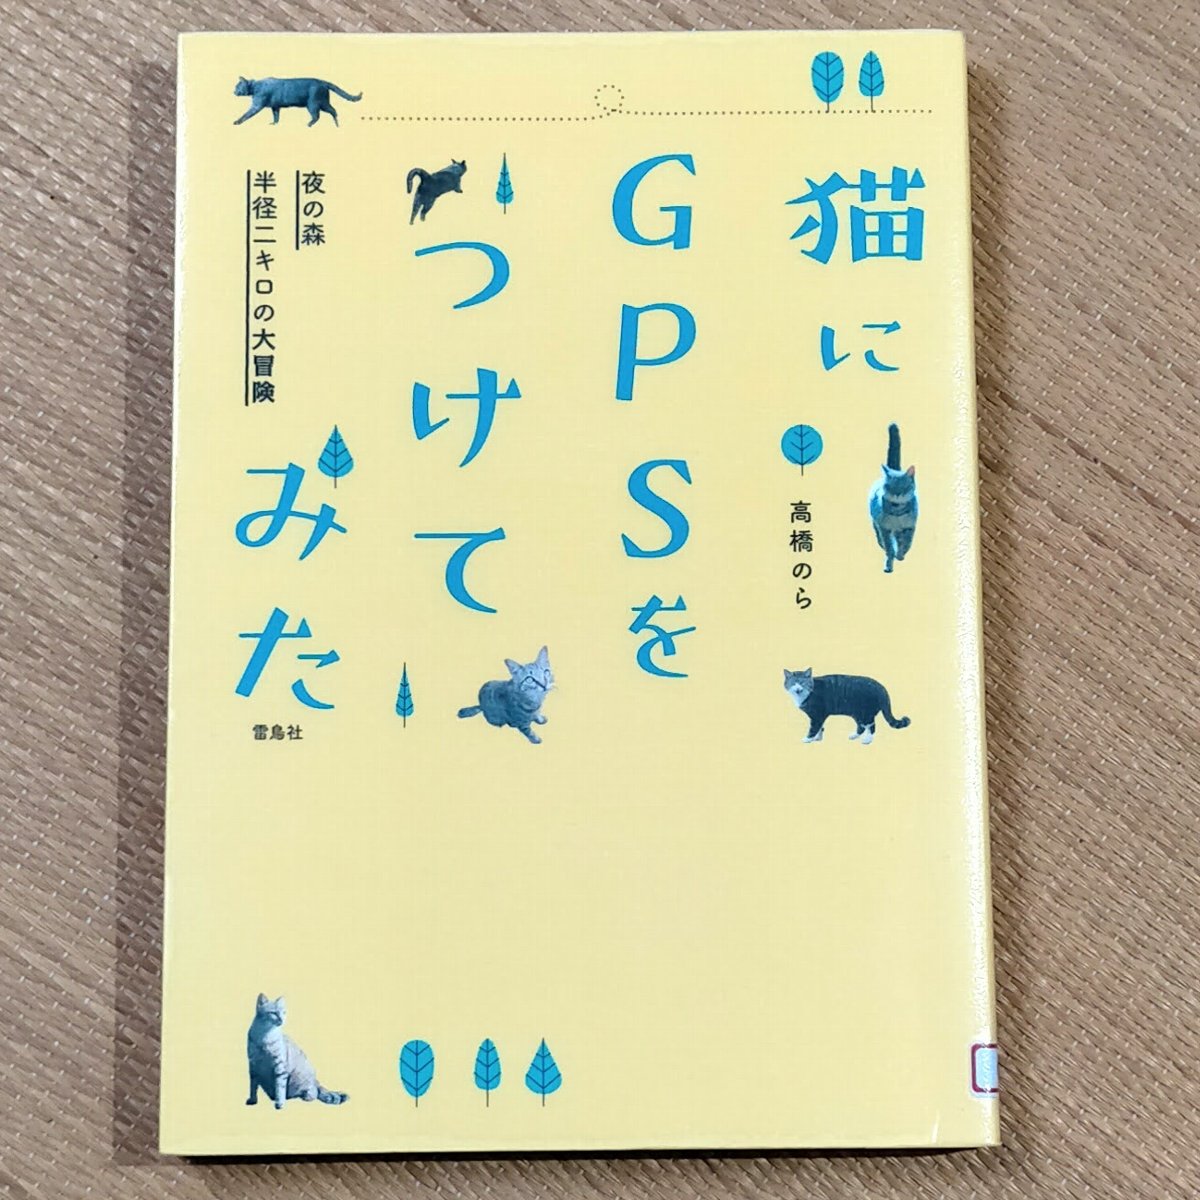 猫に
GPSを
つけて
みた
夜の森
半径二キロの大冒険
高橋のら
雷鳥社